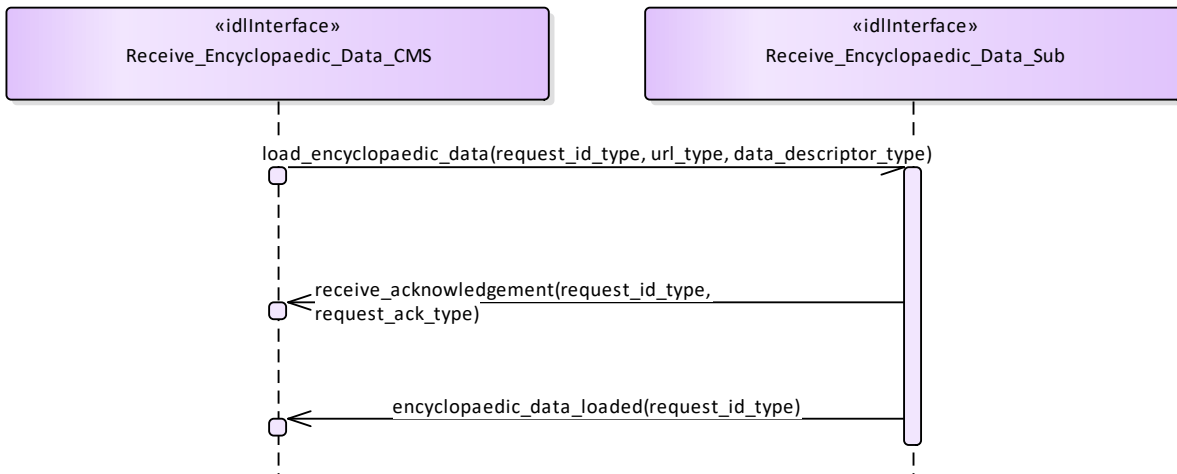 «idlInterface»
Receive_Encyclopaedic_Data_CMS
«idlInterface»
Receive_Encyclopaedic_Data_Sub
load_encyclopaedic_data(request_id_type, url_type, data_descriptor_type)
receive_acknowledgement(request_id_type,
request_ack_type)
encyclopaedic_data_loaded(request_id_type)